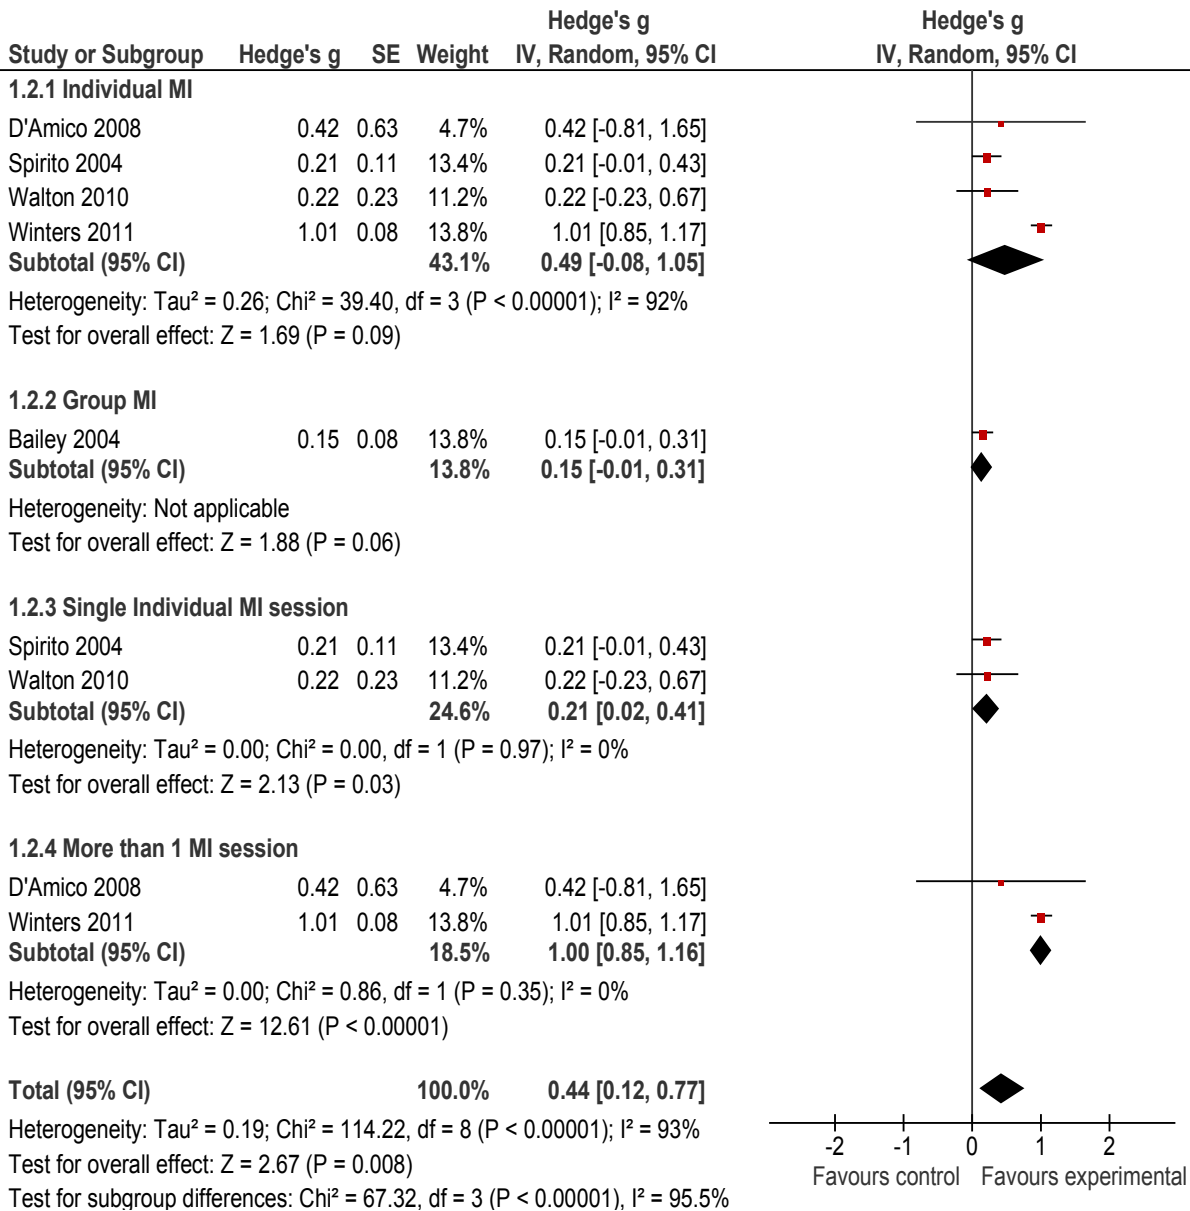 Hedge's g Hedge's g
Study or Subgroup Hedge's g SE Weight IV, Random, 95% CI IV, Random, 95% CI
1.2.1 Individual MI
D'Amico 2008 0.42 0.63 4.7% 0.42 [-0.81, 1.65]
Spirito 2004 0.21 0.11 13.4% 0.21 [-0.01, 0.43]
Walton 2010 0.22 0.23 11.2% 0.22 [-0.23, 0.67]
Winters 2011 1.01 0.08 13.8% 1.01 [0.85, 1.17]
Subtotal (95% CI) 43.1% 0.49 [-0.08, 1.05]
Heterogeneity: Tau² = 0.26; Chi² = 39.40, df = 3 (P < 0.00001); I² = 92%
Test for overall effect: Z = 1.69 (P = 0.09)
1.2.2 Group MI
Bailey 2004 0.15 0.08 13.8% 0.15 [-0.01, 0.31]
Subtotal (95% CI) 13.8% 0.15 [-0.01, 0.31]
Heterogeneity: Not applicable
Test for overall effect: Z = 1.88 (P = 0.06)
1.2.3 Single Individual MI session
Spirito 2004 0.21 0.11 13.4% 0.21 [-0.01, 0.43]
Walton 2010 0.22 0.23 11.2% 0.22 [-0.23, 0.67]
Subtotal (95% CI) 24.6% 0.21 [0.02, 0.41]
Heterogeneity: Tau² = 0.00; Chi² = 0.00, df = 1 (P = 0.97); I² = 0%
Test for overall effect: Z = 2.13 (P = 0.03)
1.2.4 More than 1 MI session
D'Amico 2008 0.42 0.63 4.7% 0.42 [-0.81, 1.65]
Winters 2011 1.01 0.08 13.8% 1.01 [0.85, 1.17]
Subtotal (95% CI) 18.5% 1.00 [0.85, 1.16]
Heterogeneity: Tau² = 0.00; Chi² = 0.86, df = 1 (P = 0.35); I² = 0%
Test for overall effect: Z = 12.61 (P < 0.00001)
Total (95% CI) 100.0% 0.44 [0.12, 0.77]
Heterogeneity: Tau² = 0.19; Chi² = 114.22, df = 8 (P < 0.00001); I² = 93%
Test for overall effect: Z = 2.67 (P = 0.008)
Test for subgroup differences: Chi² = 67.32, df = 3 (P < 0.00001), I² = 95.5%
-2 -1 0 1 2
Favours control Favours experimental